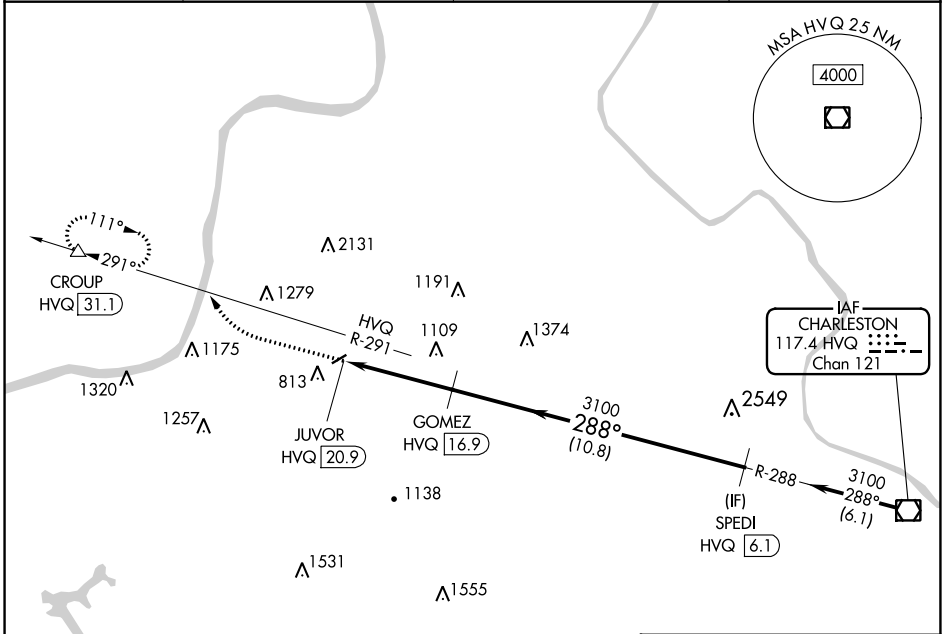 MSA HVQ 25 NM
4000
111°
291°
CROUP
HVQ 31.1
2131
1279
1191
HVQ
R-291
1109
1374
1175
1320
813
1257
JUVOR
HVQ 20.9
GOMEZ
HVQ 16.9
3100
288°
(10.8)
2549
IAF
CHARLESTON
117.4 HVQ
Chan 121
R-288
3100
288°
(6.1)
(IF)
SPEDI
HVQ 6.1
1138
1531
1555